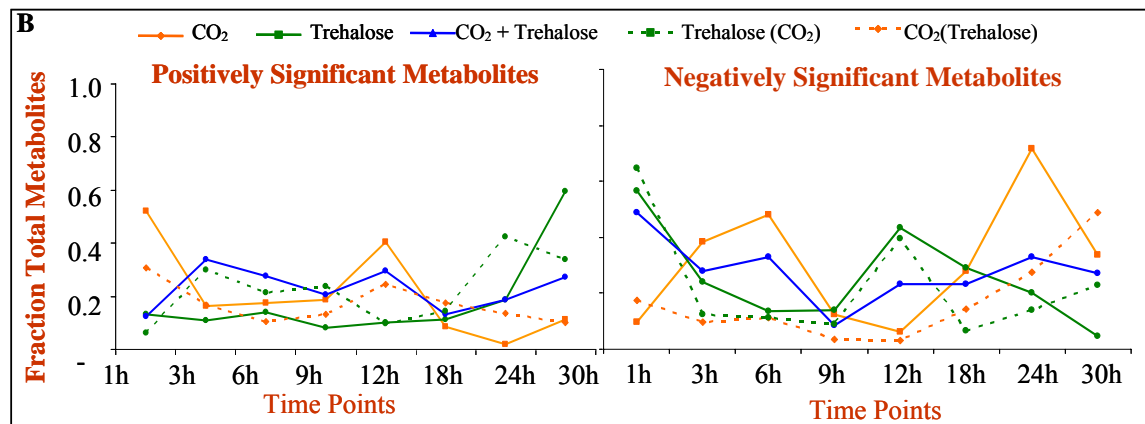 B
CO₂ Trehalose CO₂ + Trehalose Trehalose (CO₂) CO₂(Trehalose)
Positively Significant Metabolites Negatively Significant Metabolites
Fraction Total Metabolites
1.0
0.8
0.6
0.4
0.2
-
1h 3h 6h 9h 12h 18h 24h 30h
1h 3h 6h 9h 12h 18h 24h 30h
Time Points
Time Points